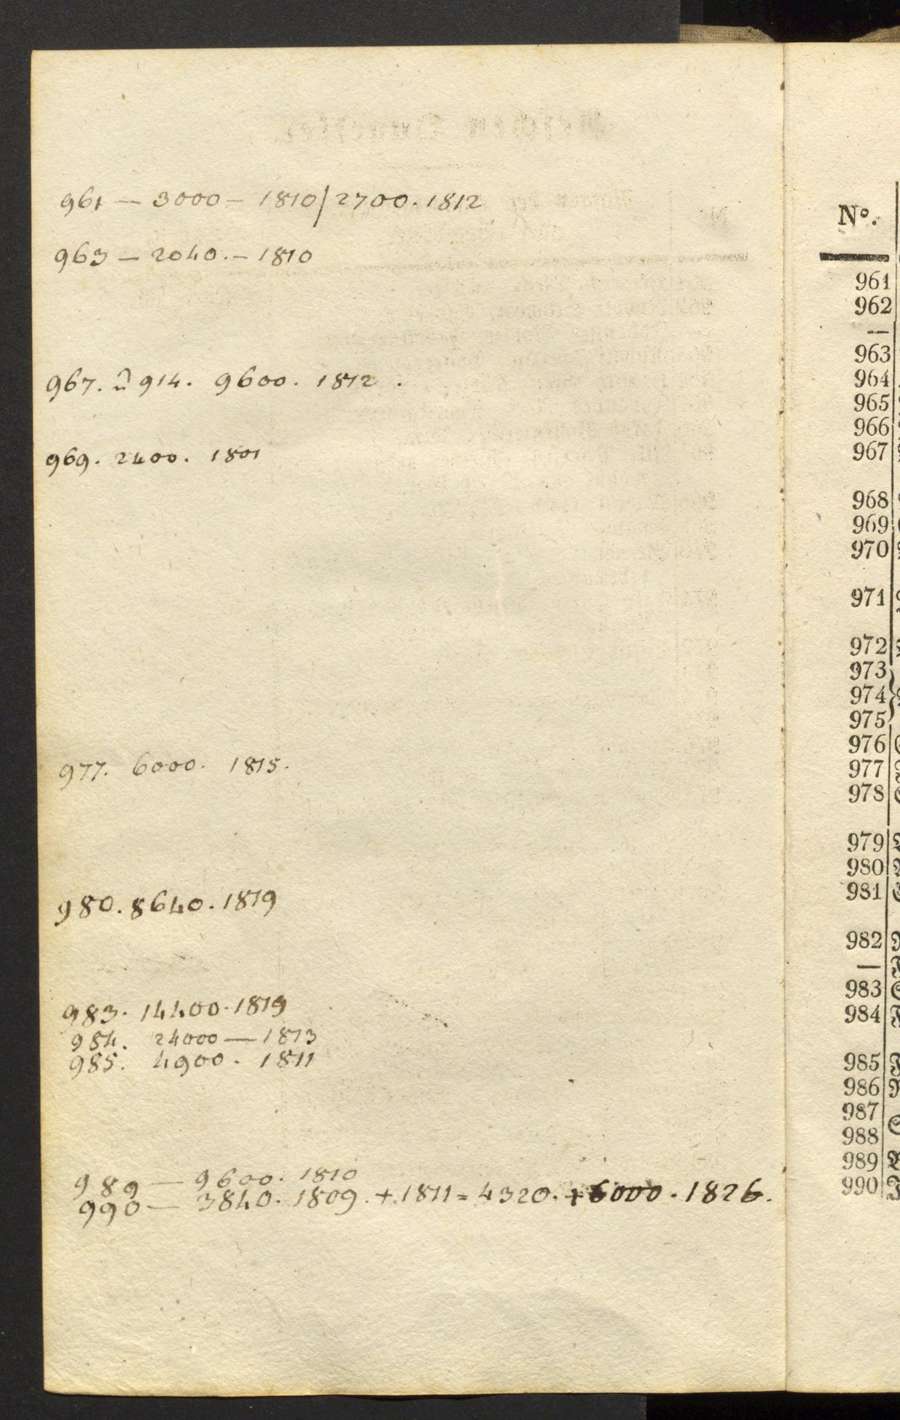 961 — 3000 — 1810/2700. 1812
963 — 2040. — 1810
967. 914. 9600. 1812.
969. 2400. 1801
977. 6000. 1815.
980. 8640. 1819
983. 14400. 1819
984. 24000 — 1813
985. 4900. 1811
989 — 9600. 1810
990 — 3840. 1809. + 1811 = 4320. + 6000. 1826.
Nº.
961
962
—
963
964
965
966
967
968
969
970
971
972
973
974
975
976
977
978
979
980
981
982
—
983
984
985
986
987
988
989
990